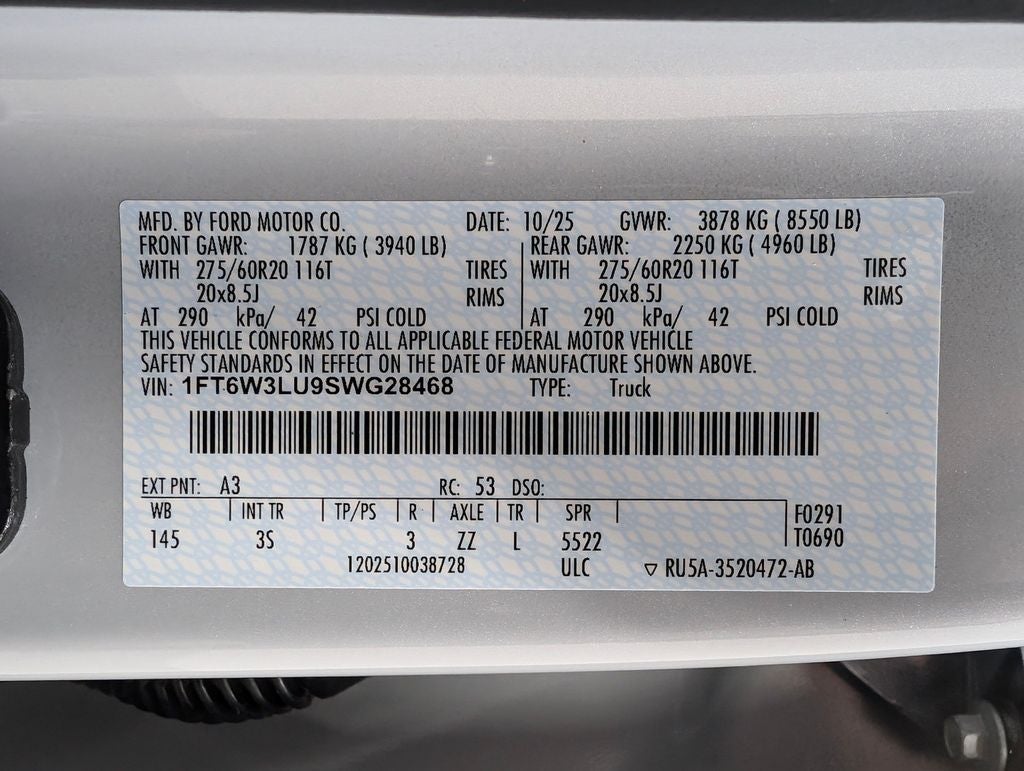 MFD. BY FORD MOTOR CO. DATE: 10/25 GVWR: 3878 KG ( 8550 LB)
FRONT GAWR: 1787 KG ( 3940 LB) REAR GAWR: 2250 KG ( 4960 LB)
WITH 275/60R20 116T TIRES WITH 275/60R20 116T TIRES
20x8.5J RIMS 20x8.5J RIMS
AT 290 kPa/ 42 PSI COLD AT 290 kPa/ 42 PSI COLD
THIS VEHICLE CONFORMS TO ALL APPLICABLE FEDERAL MOTOR VEHICLE
SAFETY STANDARDS IN EFFECT ON THE DATE OF MANUFACTURE SHOWN ABOVE.
VIN: 1FT6W3LU9SWG28468 TYPE: Truck
EXT PNT: A3 RC: 53 DSO:
WB INT TR TP/PS R AXLE TR SPR F0291
145 3S 3 ZZ L 5522 T0690
1202510038728 ULC ▽ RU5A-3520472-AB